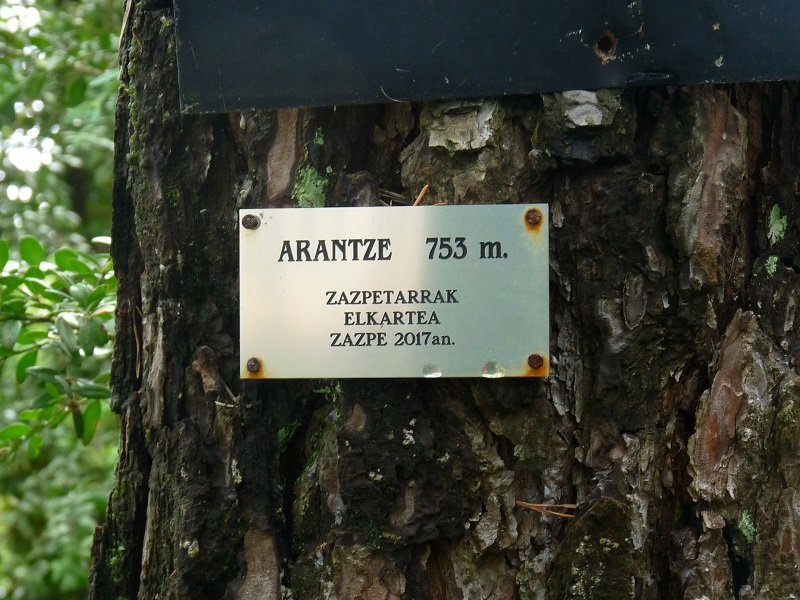 ARANTZE 753 m.
ZAZPETARRAK
ELKARTEA
ZAZPE 2017an.